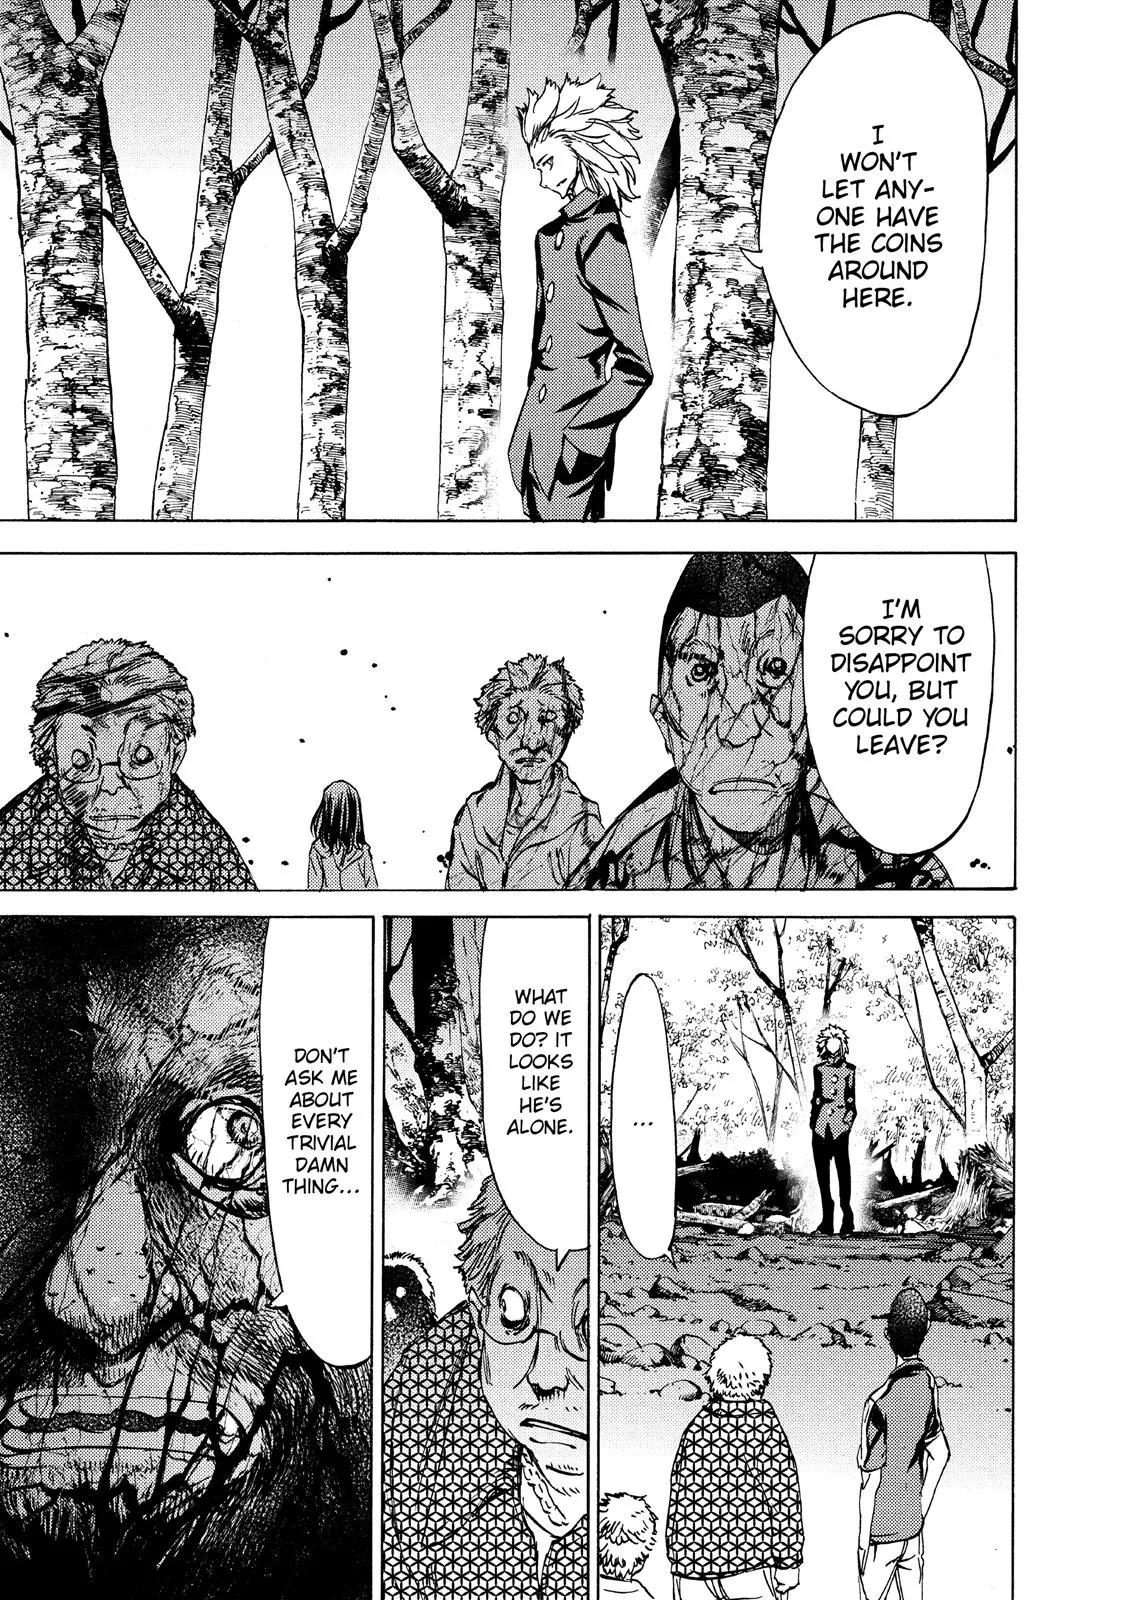 I
WON'T
LET ANY-
ONE HAVE
THE COINS
AROUND
HERE.
I'M
SORRY TO
DISAPPOINT
YOU, BUT
COULD YOU
LEAVE?
...
WHAT
DO WE
DO? IT
LOOKS
LIKE
HE'S
ALONE.
DON'T
ASK ME
ABOUT
EVERY
TRIVIAL
DAMN
THING...